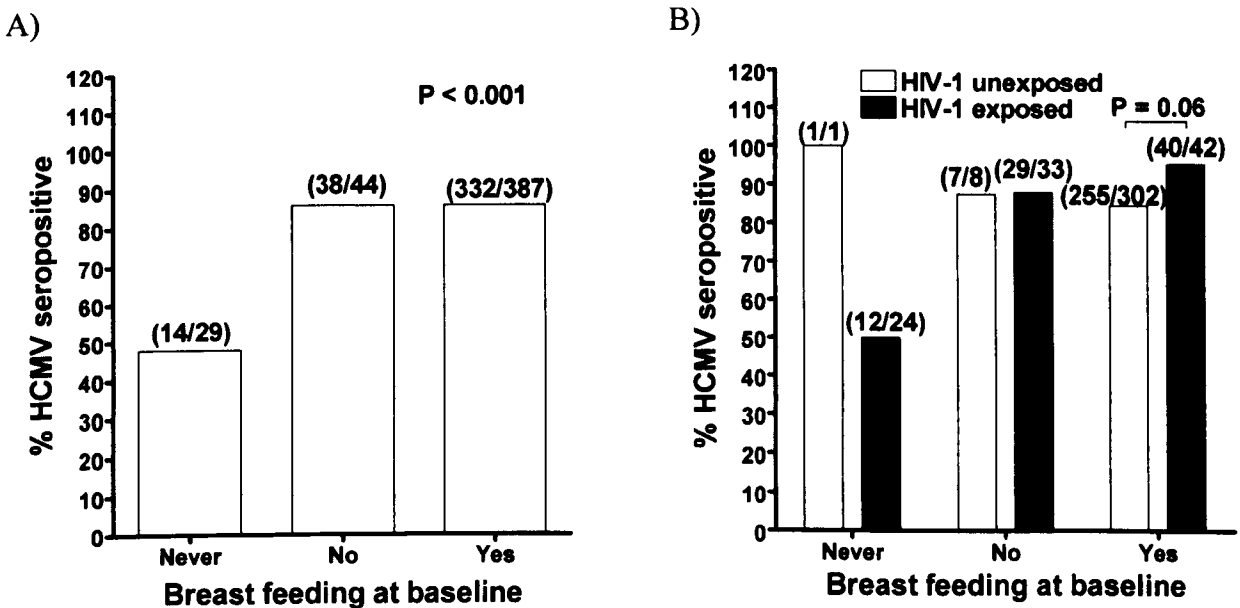 A)
% HCMV seropositive
120
110
100
90
80
70
60
50
40
30
20
10
0
P < 0.001
(14/29)
(38/44)
(332/387)
Never No Yes
Breast feeding at baseline
B)
% HCMV seropositive
120
110
100
90
80
70
60
50
40
30
20
10
0
HIV-1 unexposed
HIV-1 exposed
P = 0.06
(1/1)
(12/24)
(7/8)
(29/33)
(255/302)
(40/42)
Never No Yes
Breast feeding at baseline